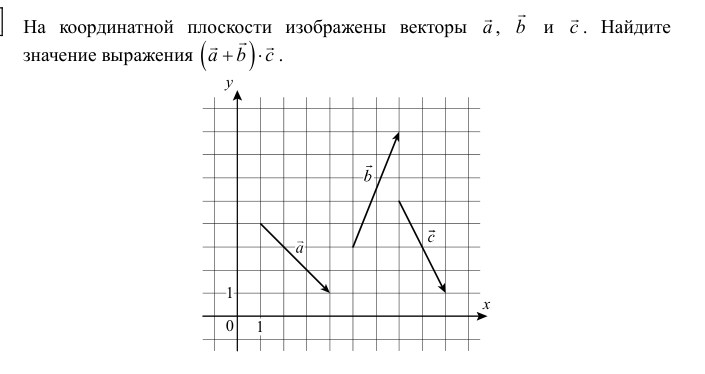 На координатной плоскости изображены векторы a⃗, b⃗ и c⃗. Найдите
значение выражения (a⃗ + b⃗)·c⃗.
y
b⃗
a⃗
c⃗
1
x
0 1